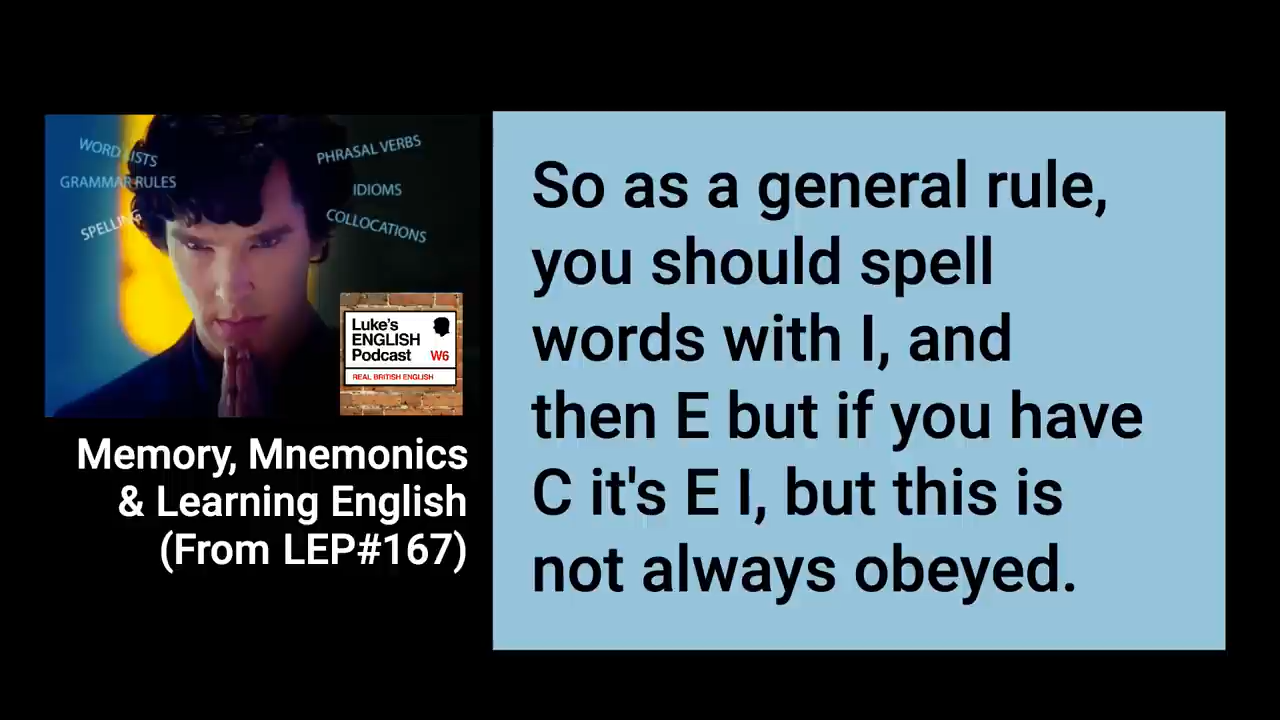 WORD LISTS
GRAMMAR RULES
SPELLING
PHRASAL VERBS
IDIOMS
COLLOCATIONS
Luke's
ENGLISH
Podcast W6
REAL BRITISH ENGLISH
Memory, Mnemonics
& Learning English
(From LEP#167)
So as a general rule,
you should spell
words with I, and
then E but if you have
C it's E I, but this is
not always obeyed.